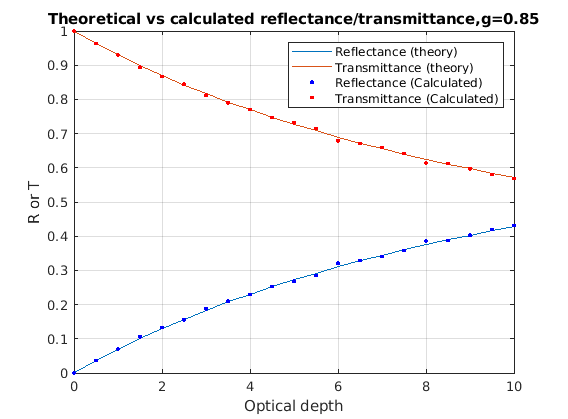 Theoretical vs calculated reflectance/transmittance,g=0.85
Reflectance (theory)
Transmittance (theory)
Reflectance (Calculated)
Transmittance (Calculated)
R or T
1
0.9
0.8
0.7
0.6
0.5
0.4
0.3
0.2
0.1
0
0 2 4 6 8 10
Optical depth